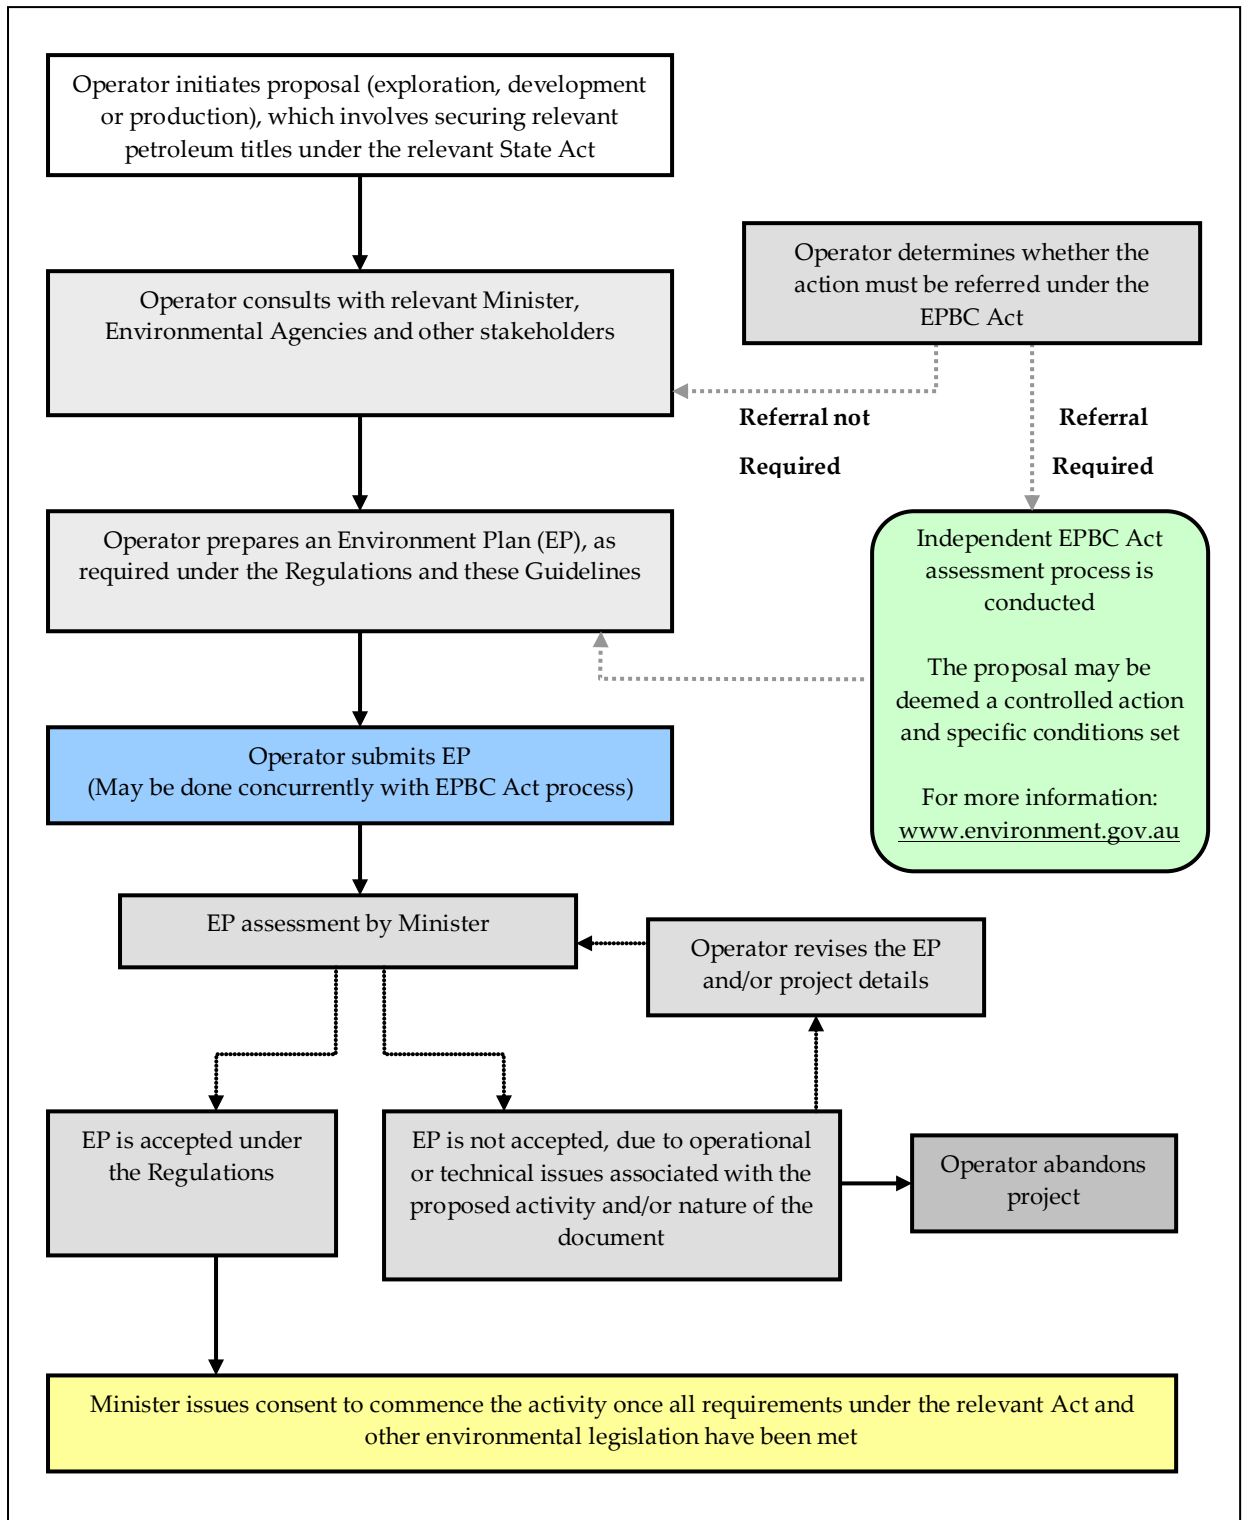 Operator initiates proposal (exploration, development
or production), which involves securing relevant
petroleum titles under the relevant State Act
Operator consults with relevant Minister,
Environmental Agencies and other stakeholders
Operator determines whether the
action must be referred under the
EPBC Act
Referral not
Required
Referral
Required
Operator prepares an Environment Plan (EP), as
required under the Regulations and these Guidelines
Independent EPBC Act
assessment process is
conducted
The proposal may be
deemed a controlled action
and specific conditions set
For more information:
www.environment.gov.au
Operator submits EP
(May be done concurrently with EPBC Act process)
EP assessment by Minister
Operator revises the EP
and/or project details
EP is accepted under
the Regulations
EP is not accepted, due to operational
or technical issues associated with the
proposed activity and/or nature of the
document
Operator abandons
project
Minister issues consent to commence the activity once all requirements under the relevant Act and
other environmental legislation have been met